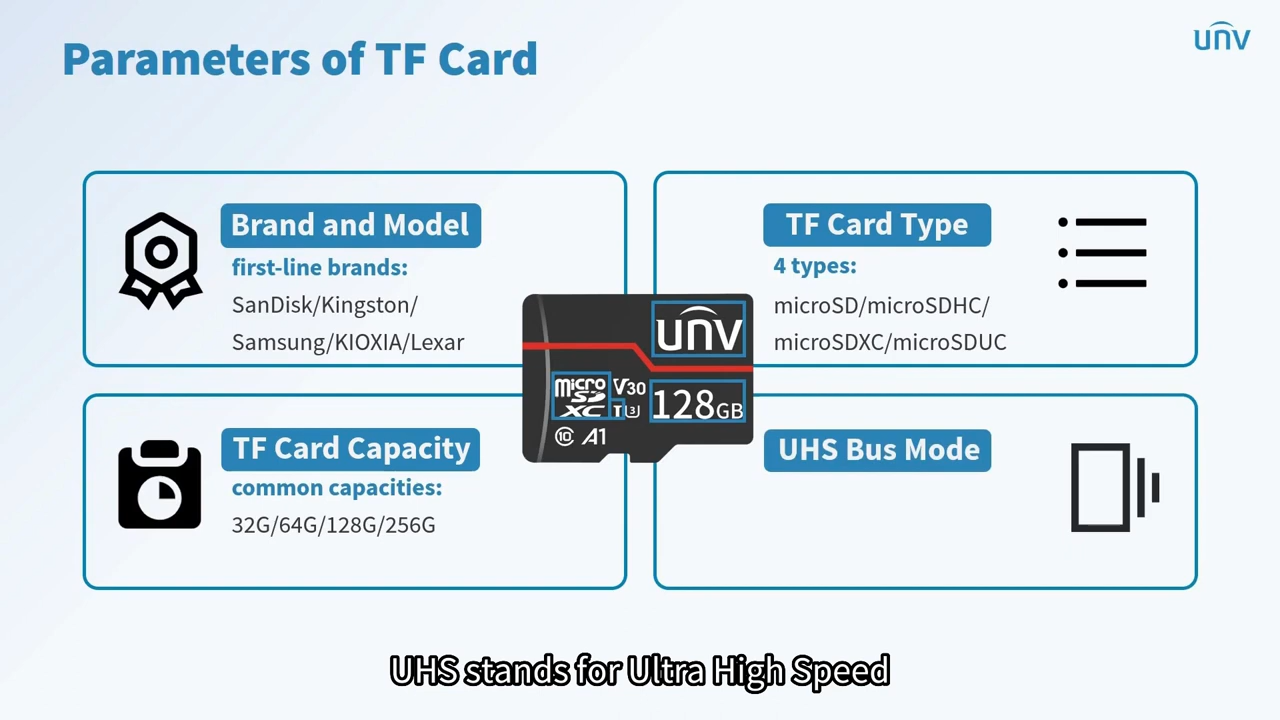 Parameters of TF Card
unv
Brand and Model
first-line brands:
SanDisk/Kingston/
Samsung/KIOXIA/Lexar
TF Card Type
4 types:
microSD/microSDHC/
microSDXC/microSDUC
unv
micro SD XC
V30
I U3
128GB
10 A1
TF Card Capacity
common capacities:
32G/64G/128G/256G
UHS Bus Mode
UHS stands for Ultra High Speed